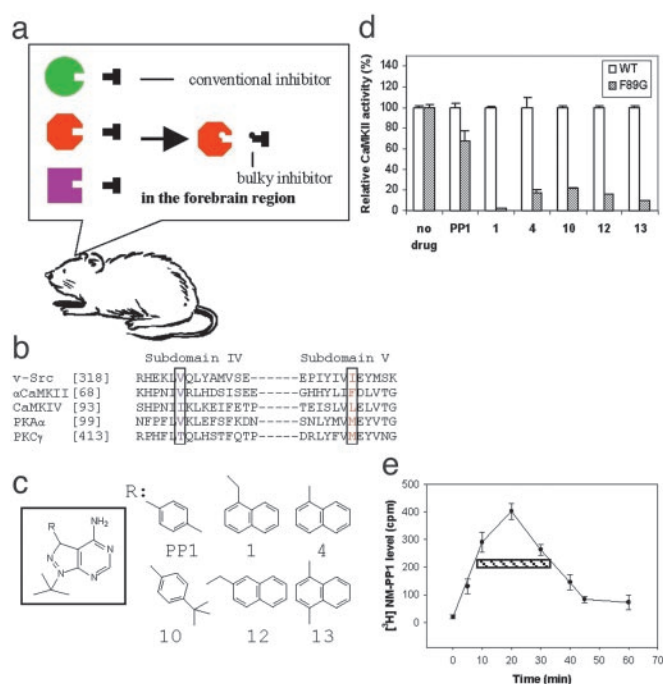 a
conventional inhibitor
bulky inhibitor
in the forebrain region
b
Subdomain IV Subdomain V
v-Src [318] RHEKLVQLYAMVSE------EPIYIVIEYMSK
αCaMKII [68] KHPNIVRLHDSISEE-----GHHYLIFDLVTG
CaMKIV [93] SHPNIIKLKEIFETP-----TEISLVLELVTG
PKAα [99] NFPFLVKLEFSFKDN-----SNLYMVMEYVAG
PKCγ [413] RPHFLTQLHSTFQTP-----DRLYFVMEYVNG
c
R
NH₂
N
N
N
N
N
R:
PP1
1
4
10
12
13
d
Relative CaMKII activity (%)
140
120
100
80
60
40
20
0
WT
F89G
no drug PP1 1 4 10 12 13
e
[³H] NM-PP1 level (cpm)
500
400
300
200
100
0
0 10 20 30 40 50 60 70
Time (min)